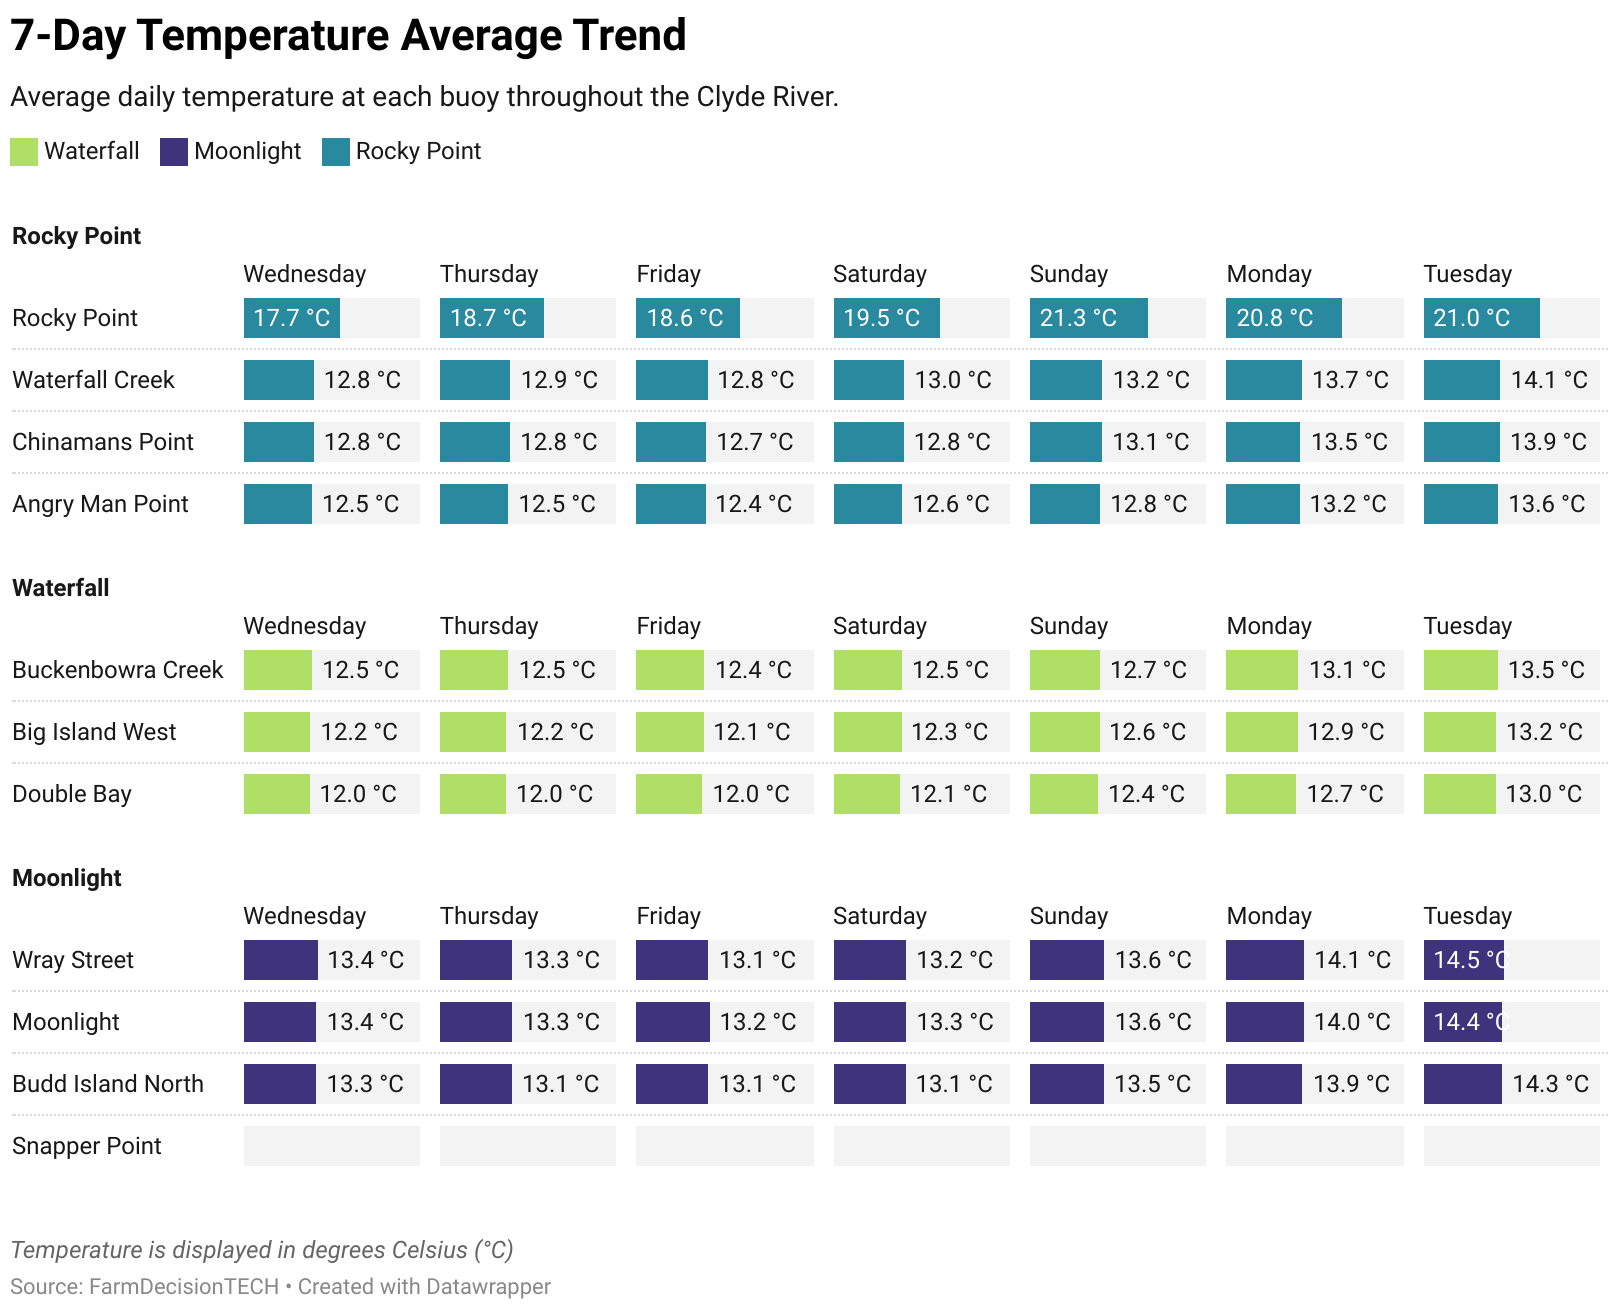 7-Day Temperature Average Trend
Average daily temperature at each buoy throughout the Clyde River.
Waterfall Moonlight Rocky Point
Rocky Point
Wednesday Thursday Friday Saturday Sunday Monday Tuesday
Rocky Point 17.7 °C 18.7 °C 18.6 °C 19.5 °C 21.3 °C 20.8 °C 21.0 °C
Waterfall Creek 12.8 °C 12.9 °C 12.8 °C 13.0 °C 13.2 °C 13.7 °C 14.1 °C
Chinamans Point 12.8 °C 12.8 °C 12.7 °C 12.8 °C 13.1 °C 13.5 °C 13.9 °C
Angry Man Point 12.5 °C 12.5 °C 12.4 °C 12.6 °C 12.8 °C 13.2 °C 13.6 °C
Waterfall
Wednesday Thursday Friday Saturday Sunday Monday Tuesday
Buckenbowra Creek 12.5 °C 12.5 °C 12.4 °C 12.5 °C 12.7 °C 13.1 °C 13.5 °C
Big Island West 12.2 °C 12.2 °C 12.1 °C 12.3 °C 12.6 °C 12.9 °C 13.2 °C
Double Bay 12.0 °C 12.0 °C 12.0 °C 12.1 °C 12.4 °C 12.7 °C 13.0 °C
Moonlight
Wednesday Thursday Friday Saturday Sunday Monday Tuesday
Wray Street 13.4 °C 13.3 °C 13.1 °C 13.2 °C 13.6 °C 14.1 °C 14.5 °C
Moonlight 13.4 °C 13.3 °C 13.2 °C 13.3 °C 13.6 °C 14.0 °C 14.4 °C
Budd Island North 13.3 °C 13.1 °C 13.1 °C 13.1 °C 13.5 °C 13.9 °C 14.3 °C
Snapper Point
Temperature is displayed in degrees Celsius (°C)
Source: FarmDecisionTECH • Created with Datawrapper